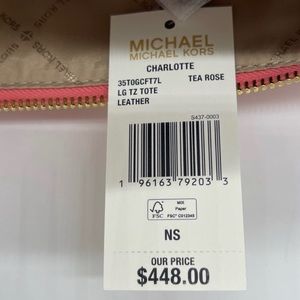 MICHAEL
MICHAEL KORS
CHARLOTTE
35T0GCFT7L TEA ROSE
LG TZ TOTE
LEATHER
S437-0003
1 96163 79203 3
FSC
MIX
Paper
FSC® C012345
NS
OUR PRICE
$448.00